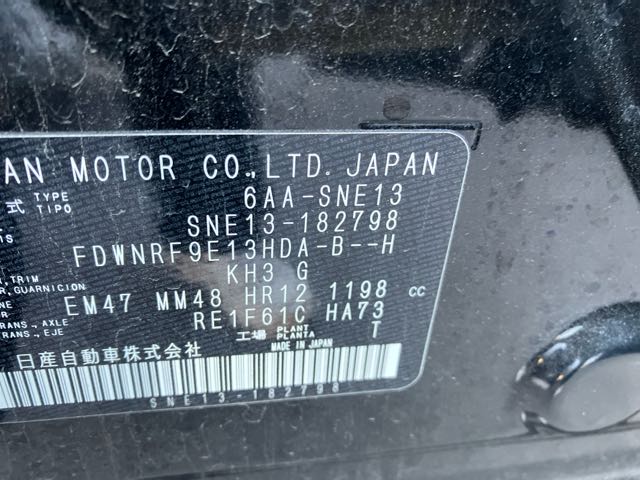 AN MOTOR CO.,LTD. JAPAN
式 TYPE TIPO 6AA-SNE13
SNE13-182798
FDWNRF9E13HDA-B--H
, TRIM KH3 G
GUARNICION
EM47 MM48 HR12 1198 CC
TRANS., AXLE RE1F61C HA73
TRANS., EJE 工場 PLANT PLANTA T
日産自動車株式会社 MADE IN JAPAN
SNE13-182798